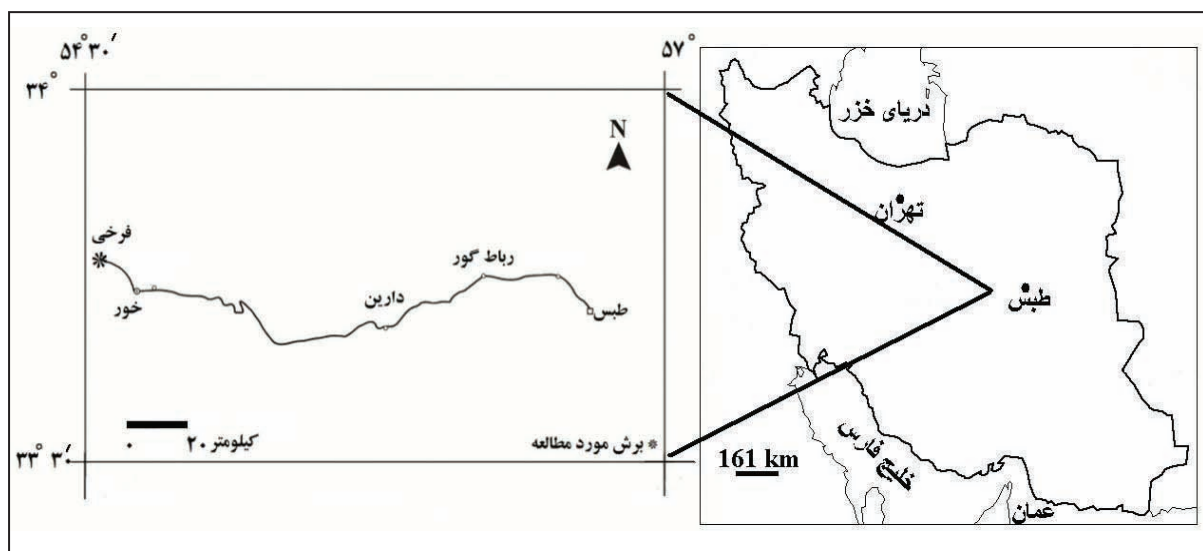 ۵۴° ۳۰′
۵۷°
۳۴°
N
فرخی
خور
دارین
رباط گور
طبس
۰ ۲۰ کیلومتر
* برش مورد مطالعه
۳۳° ۳۰′
دریای خزر
تهران
طبس
خلیج فارس
عمان
161 km